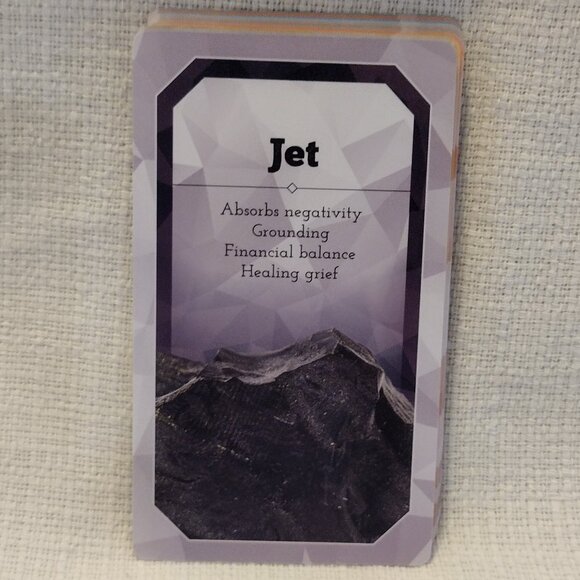 Jet
Absorbs negativity
Grounding
Financial balance
Healing grief